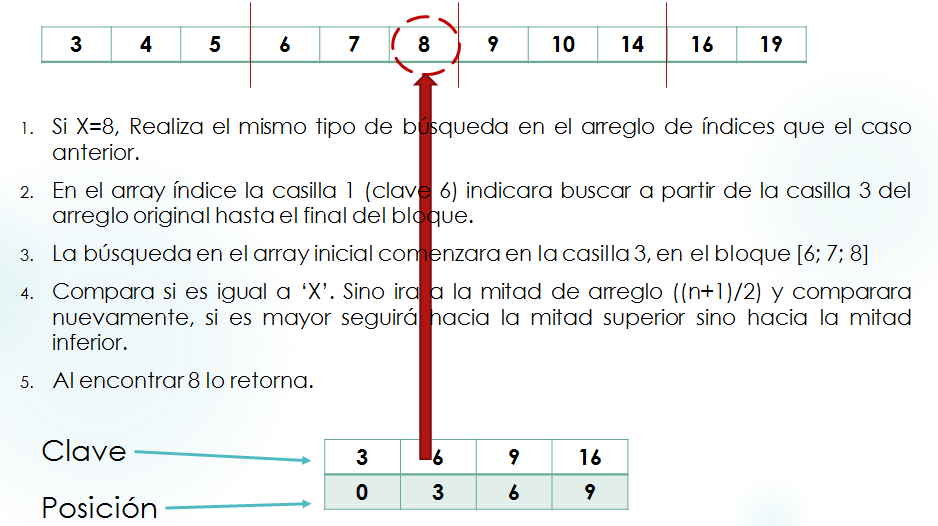 3 4 5 6 7 8 9 10 14 16 19
1. Si X=8, Realiza el mismo tipo de búsqueda en el arreglo de índices que el caso
anterior.
2. En el array índice la casilla 1 (clave 6) indicara buscar a partir de la casilla 3 del
arreglo original hasta el final del bloque.
3. La búsqueda en el array inicial comenzara en la casilla 3, en el bloque [6; 7; 8]
4. Compara si es igual a ‘X’. Sino ira a la mitad de arreglo ((n+1)/2) y comparara
nuevamente, si es mayor seguirá hacia la mitad superior sino hacia la mitad
inferior.
5. Al encontrar 8 lo retorna.
Clave 3 6 9 16
Posición 0 3 6 9